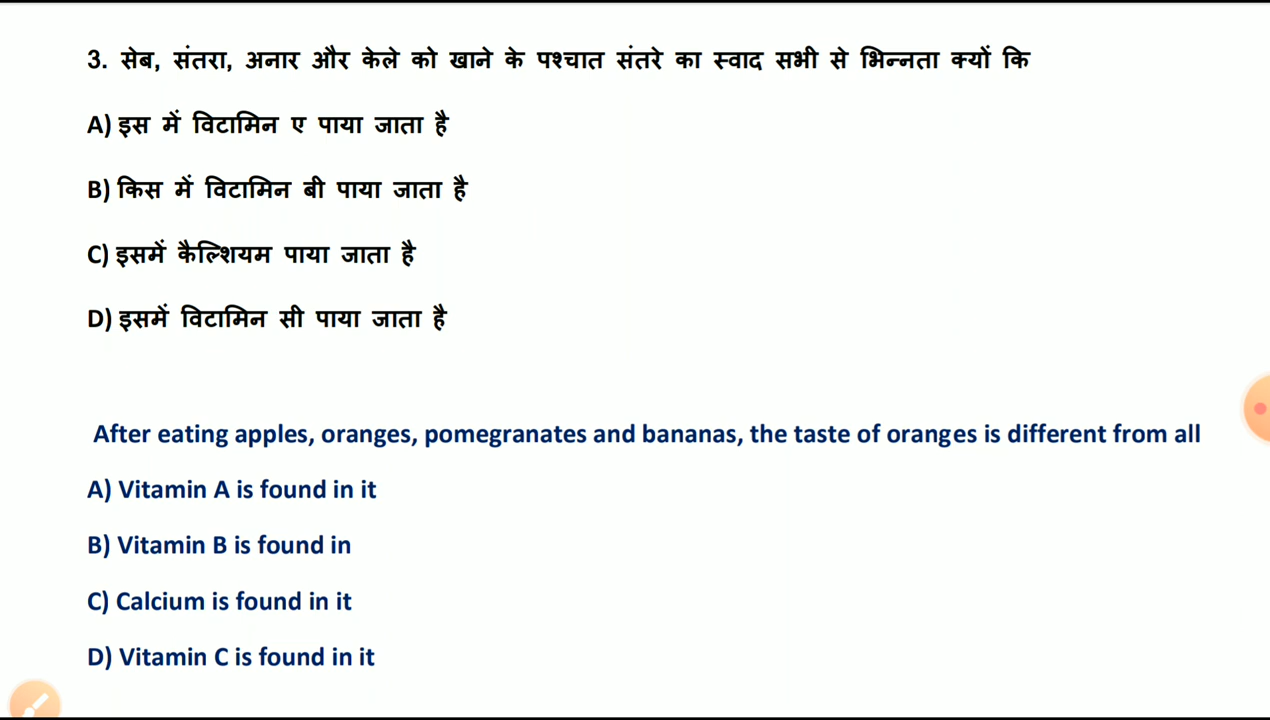 3. सेब, संतरा, अनार और केले को खाने के पश्चात संतरे का स्वाद सभी से भिन्नता क्यों कि
A) इस में विटामिन ए पाया जाता है
B) किस में विटामिन बी पाया जाता है
C) इसमें कैल्शियम पाया जाता है
D) इसमें विटामिन सी पाया जाता है
After eating apples, oranges, pomegranates and bananas, the taste of oranges is different from all
A) Vitamin A is found in it
B) Vitamin B is found in
C) Calcium is found in it
D) Vitamin C is found in it